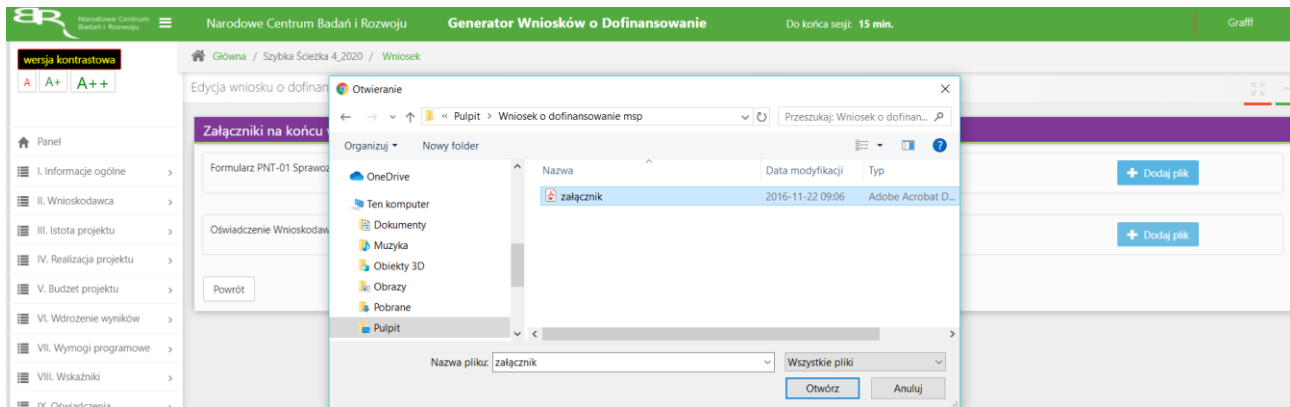 Narodowe Centrum
Badań i Rozwoju
Narodowe Centrum Badań i Rozwoju
Generator Wniosków o Dofinansowanie
Do końca sesji: 15 min.
Grafff
wersja kontrastowa
A A+ A++
Główna / Szybka Ścieżka 4_2020 / Wniosek
Edycja wniosku o dofinan
Załączniki na końcu
Panel
I. Informacje ogólne
II. Wnioskodawca
III. Istota projektu
IV. Realizacja projektu
V. Budżet projektu
VI. Wdrożenie wyników
VII. Wymogi programowe
VIII. Wskaźniki
IX. Oświadczenia
Formularz PNT-01 Sprawoz
Dodaj plik
Oświadczenie Wnioskodaw
Dodaj plik
Powrót
Otwieranie
« Pulpit > Wniosek o dofinansowanie msp
Przeszukaj: Wniosek o dofinan...
Organizuj
Nowy folder
OneDrive
Ten komputer
Dokumenty
Muzyka
Obiekty 3D
Obrazy
Pobrane
Pulpit
Nazwa Data modyfikacji Typ
załącznik 2016-11-22 09:06 Adobe Acrobat D...
Nazwa pliku: załącznik
Wszystkie pliki
Otwórz
Anuluj